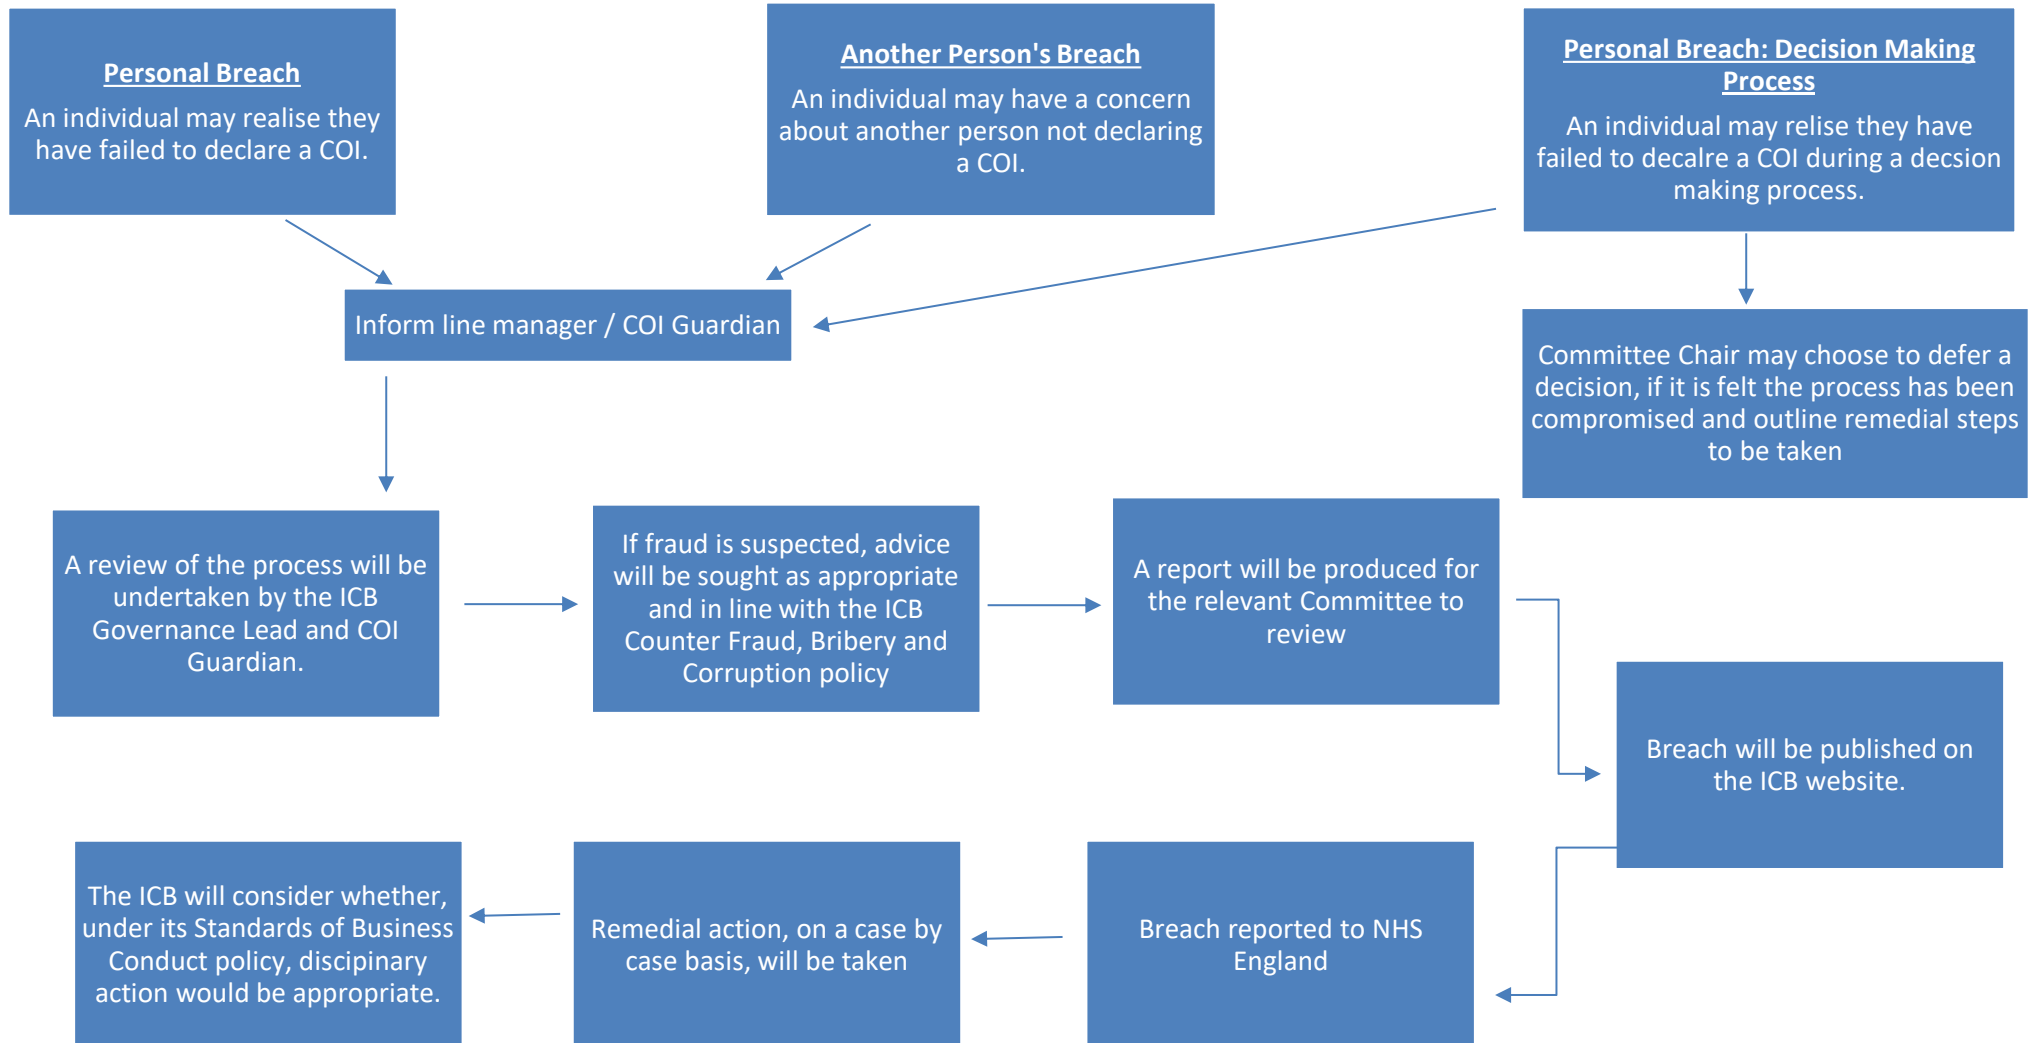 Personal Breach
An individual may realise they
have failed to declare a COI.
Another Person's Breach
An individual may have a concern
about another person not declaring
a COI.
Personal Breach: Decision Making
Process
An individual may relise they have
failed to decalre a COI during a decsion
making process.
Inform line manager / COI Guardian
Committee Chair may choose to defer a
decision, if it is felt the process has been
compromised and outline remedial steps
to be taken
A review of the process will be
undertaken by the ICB
Governance Lead and COI
Guardian.
If fraud is suspected, advice
will be sought as appropriate
and in line with the ICB
Counter Fraud, Bribery and
Corruption policy
A report will be produced for
the relevant Committee to
review
Breach will be published on
the ICB website.
Breach reported to NHS
England
Remedial action, on a case by
case basis, will be taken
The ICB will consider whether,
under its Standards of Business
Conduct policy, discipinary
action would be appropriate.